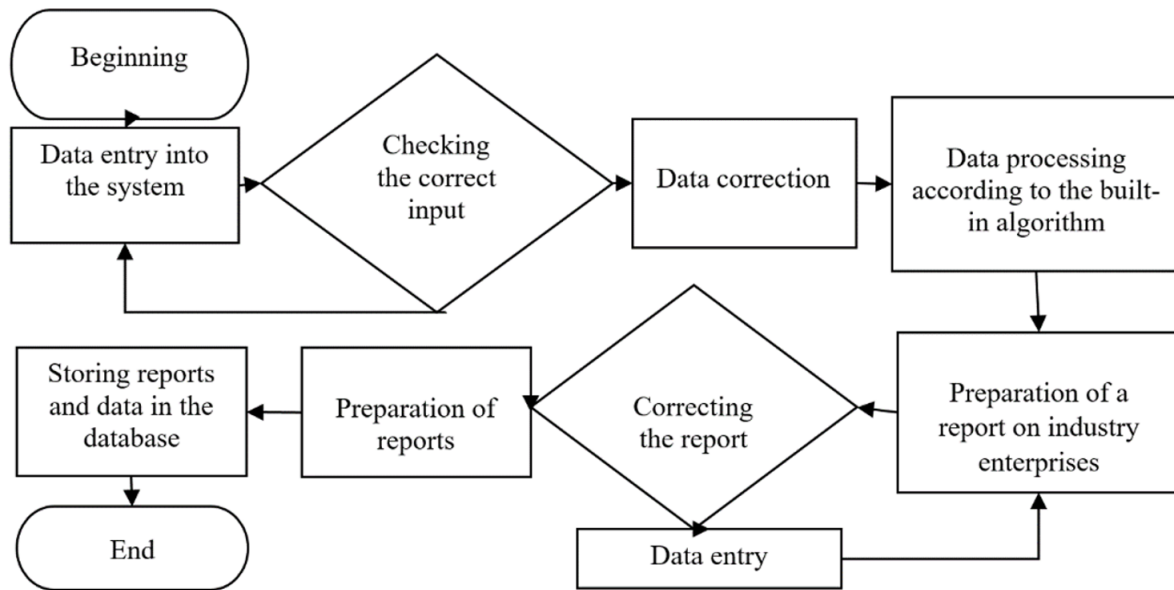 Beginning
Data entry into
the system
Checking
the correct
input
Data correction
Data processing
according to the built-
in algorithm
Preparation of a
report on industry
enterprises
Correcting
the report
Data entry
Preparation of
reports
Storing reports
and data in the
database
End